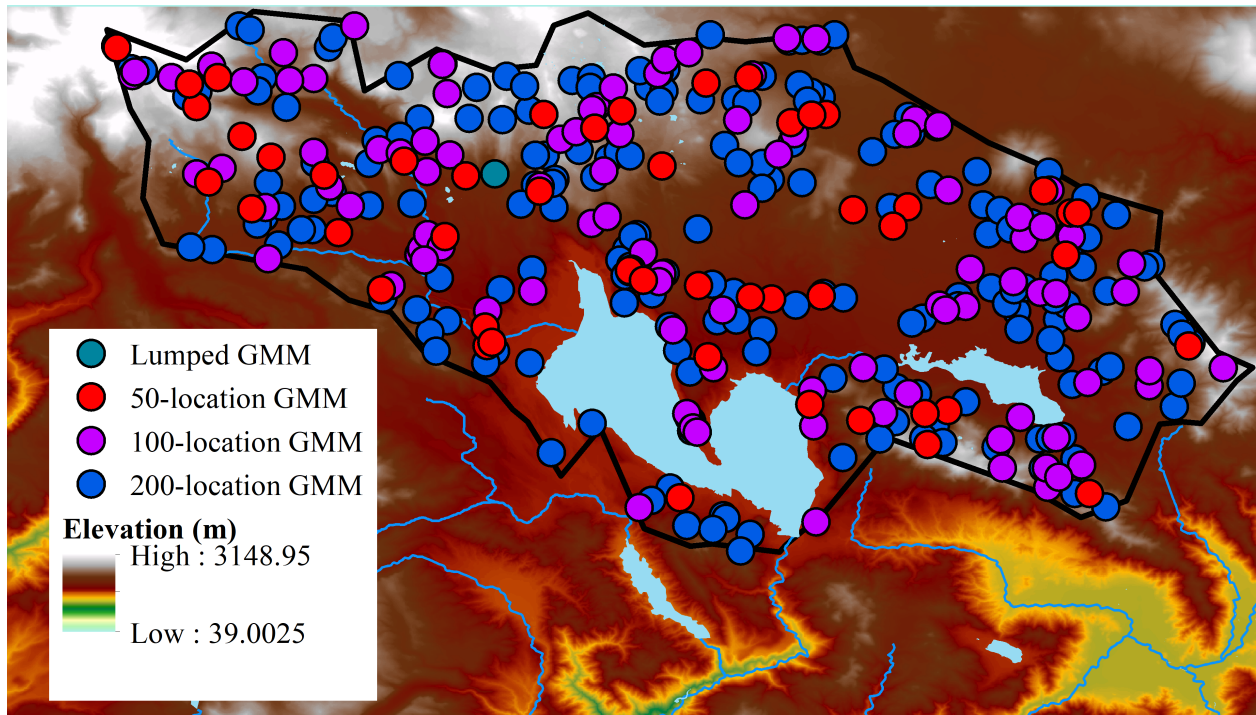 Lumped GMM
50-location GMM
100-location GMM
200-location GMM
Elevation (m)
High : 3148.95
Low : 39.0025